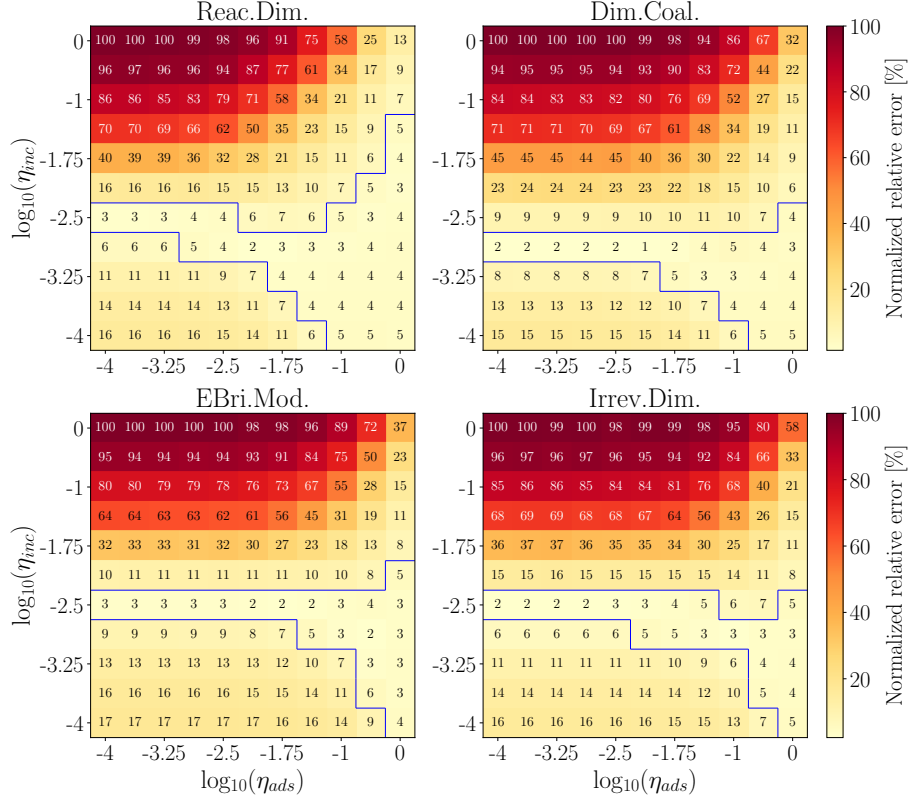 Reac.Dim. Dim.Coal.
0 100 100 100 99 98 96 91 75 58 25 13 100 100 100 100 100 99 98 94 86 67 32 100
96 97 96 96 94 87 77 61 34 17 9 94 95 95 95 94 93 90 83 72 44 22
-1 86 86 85 83 79 71 58 34 21 11 7 84 84 83 83 82 80 76 69 52 27 15 80
70 70 69 66 62 50 35 23 15 9 5 71 71 71 70 69 67 61 48 34 19 11
-1.75 40 39 39 36 32 28 21 15 11 6 4 45 45 45 44 45 40 36 30 22 14 9 60
16 16 16 16 15 15 13 10 7 5 3 23 24 24 23 23 23 22 18 15 10 6
-2.5 3 3 3 4 4 6 7 6 5 4 3 9 9 9 9 9 10 10 11 10 7 4 40
6 6 6 5 4 2 3 3 3 4 4 2 2 2 2 2 1 2 4 5 4 3
-3.25 11 11 11 11 9 7 4 4 4 4 4 8 8 8 8 8 7 5 3 3 4 4 20
14 14 14 14 13 11 7 4 4 4 4 13 13 13 13 12 12 10 7 4 4 4
-4 16 16 16 16 15 14 11 6 5 5 5 15 15 15 15 15 14 13 11 6 5 5
-4 -3.25 -2.5 -1.75 -1 0 -4 -3.25 -2.5 -1.75 -1 0
log10(ηinc)
Normalized relative error [%]
EBri.Mod. Irrev.Dim.
0 100 100 100 100 100 98 98 96 89 72 37 100 100 99 100 98 99 99 98 95 80 58 100
95 94 94 94 94 93 91 84 75 50 23 96 97 96 97 96 95 94 92 84 66 33
-1 80 80 79 79 78 76 73 67 55 28 15 85 86 86 85 84 84 81 76 68 40 21 80
64 64 63 63 62 61 56 45 31 19 11 68 69 69 68 68 67 64 56 43 26 15
-1.75 32 33 33 31 32 30 27 23 18 13 8 36 37 37 36 35 35 34 30 25 17 11 60
10 11 11 11 11 11 11 10 10 8 5 15 15 16 15 15 15 15 15 14 11 8
-2.5 3 3 3 3 3 2 2 2 3 4 3 2 2 2 2 2 3 3 4 5 6 7 5 40
9 9 9 9 9 8 7 5 3 2 3 6 6 6 6 6 5 5 3 3 3 3
-3.25 13 13 13 13 13 13 12 10 7 3 3 11 11 11 11 11 11 10 9 6 4 4 20
16 16 16 16 16 15 14 14 11 6 3 14 14 14 14 14 14 14 12 10 5 4
-4 17 17 17 17 17 16 16 16 14 9 4 16 16 16 16 16 16 16 15 13 7 5
-4 -3.25 -2.5 -1.75 -1 0 -4 -3.25 -2.5 -1.75 -1 0
log10(ηinc)
Normalized relative error [%]
log10(ηads) log10(ηads)